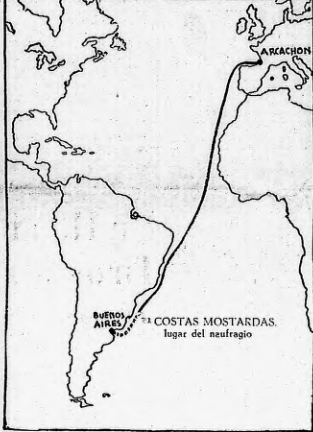 ARCACHON
BUENOS
AIRES
COSTAS MOSTARDAS.
lugar del naufragio